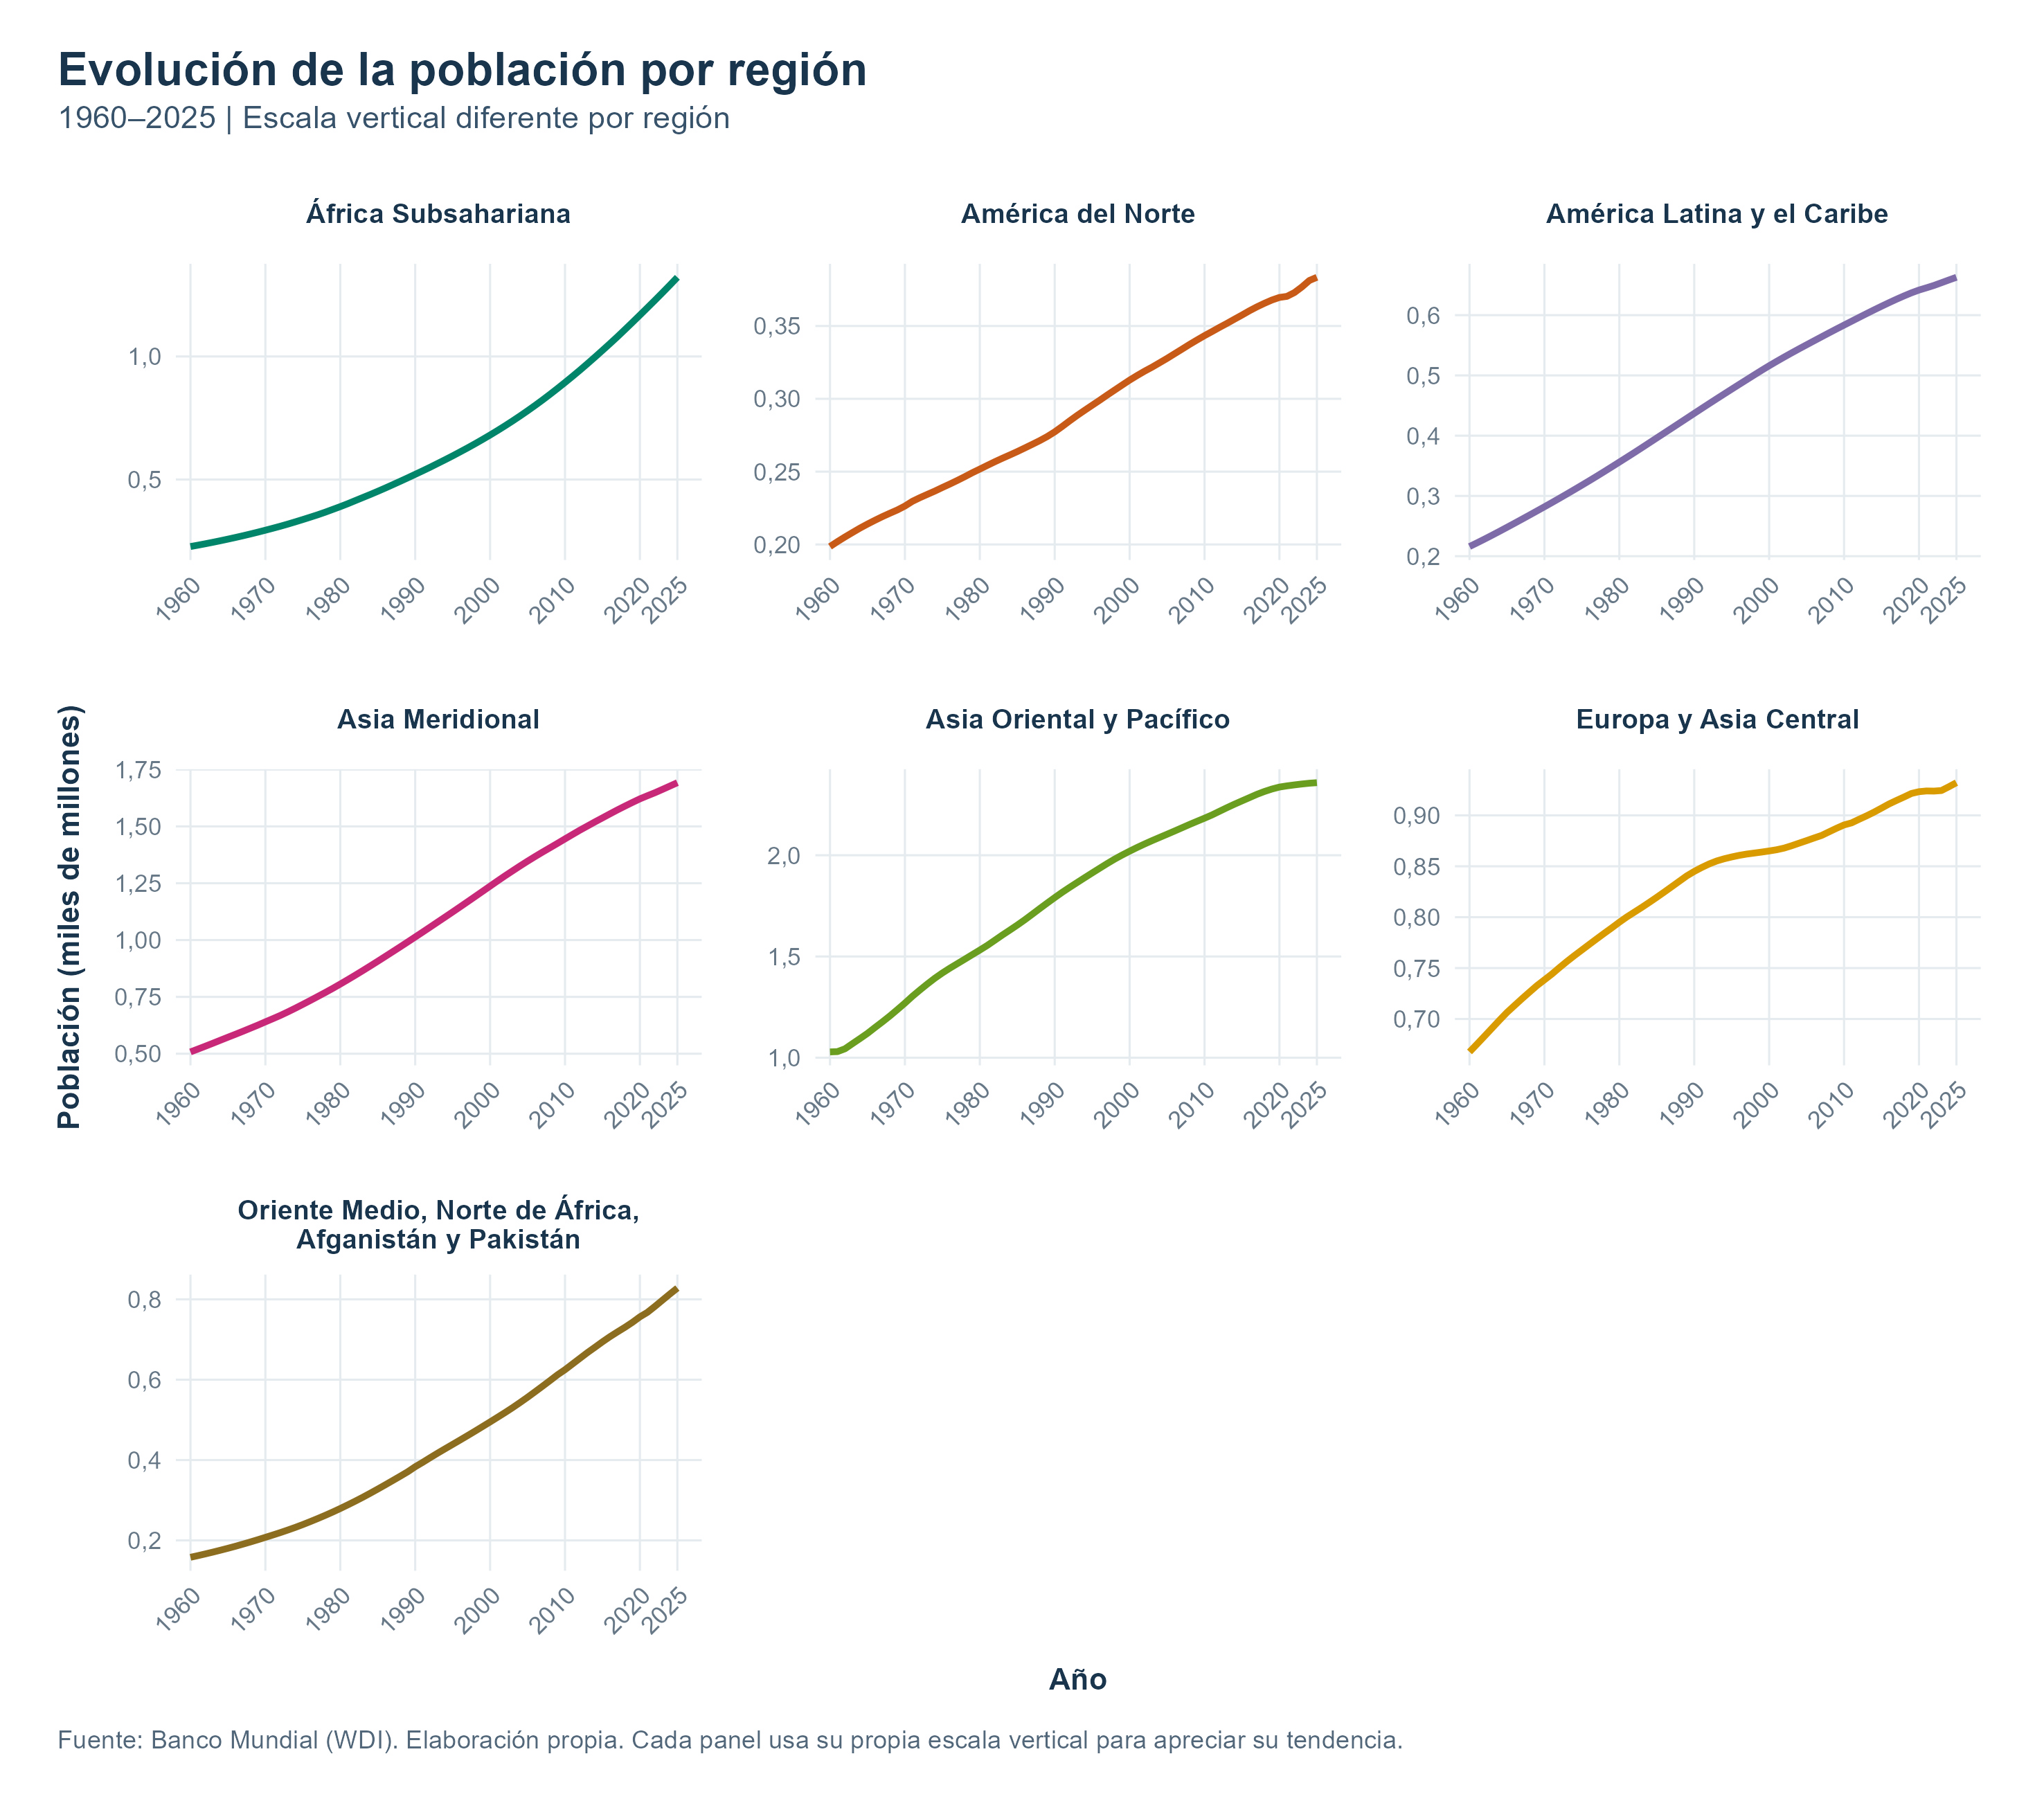 Evolución de la población por región
1960–2025 | Escala vertical diferente por región
África Subsahariana
1,0
0,5
1960 1970 1980 1990 2000 2010 2020 2025
América del Norte
0,35
0,30
0,25
0,20
1960 1970 1980 1990 2000 2010 2020 2025
América Latina y el Caribe
0,6
0,5
0,4
0,3
0,2
1960 1970 1980 1990 2000 2010 2020 2025
Población (miles de millones)
Asia Meridional
1,75
1,50
1,25
1,00
0,75
0,50
1960 1970 1980 1990 2000 2010 2020 2025
Asia Oriental y Pacífico
2,0
1,5
1,0
1960 1970 1980 1990 2000 2010 2020 2025
Europa y Asia Central
0,90
0,85
0,80
0,75
0,70
1960 1970 1980 1990 2000 2010 2020 2025
Oriente Medio, Norte de África,
Afganistán y Pakistán
0,8
0,6
0,4
0,2
1960 1970 1980 1990 2000 2010 2020 2025
Año
Fuente: Banco Mundial (WDI). Elaboración propia. Cada panel usa su propia escala vertical para apreciar su tendencia.